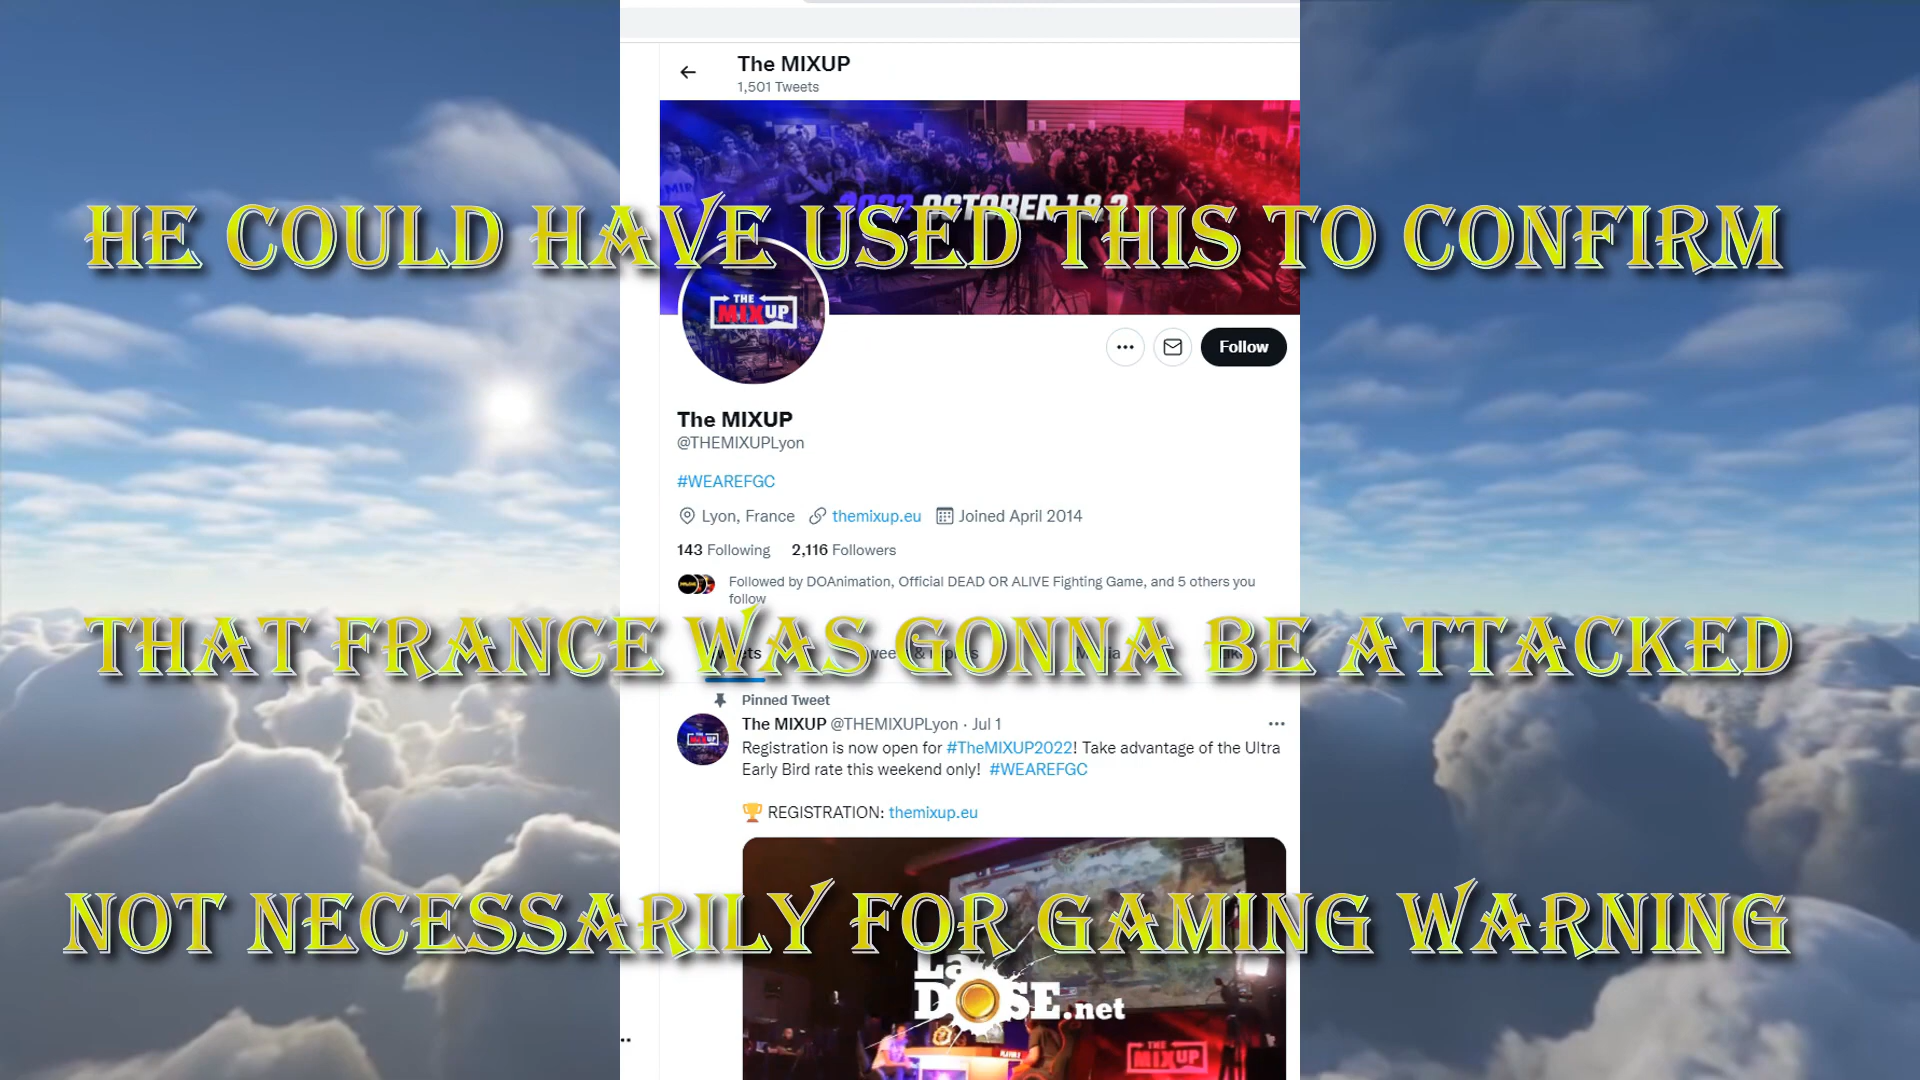 The MIXUP
1,501 Tweets
2022 OCTOBER 1&2
HE COULD HAVE USED THIS TO CONFIRM
THE
MIXUP
Follow
The MIXUP
@THEMIXUPLyon
#WEAREFGC
Lyon, France themixup.eu Joined April 2014
143 Following 2,116 Followers
Followed by DOAnimation, Official DEAD OR ALIVE Fighting Game, and 5 others you
follow
THAT FRANCE WAS GONNA BE ATTACKED
Pinned Tweet
The MIXUP @THEMIXUPLyon · Jul 1
Registration is now open for #TheMIXUP2022! Take advantage of the Ultra
Early Bird rate this weekend only! #WEAREFGC
🏆 REGISTRATION: themixup.eu
NOT NECESSARILY FOR GAMING WARNING
La
DOSE.net
THE
MIXUP